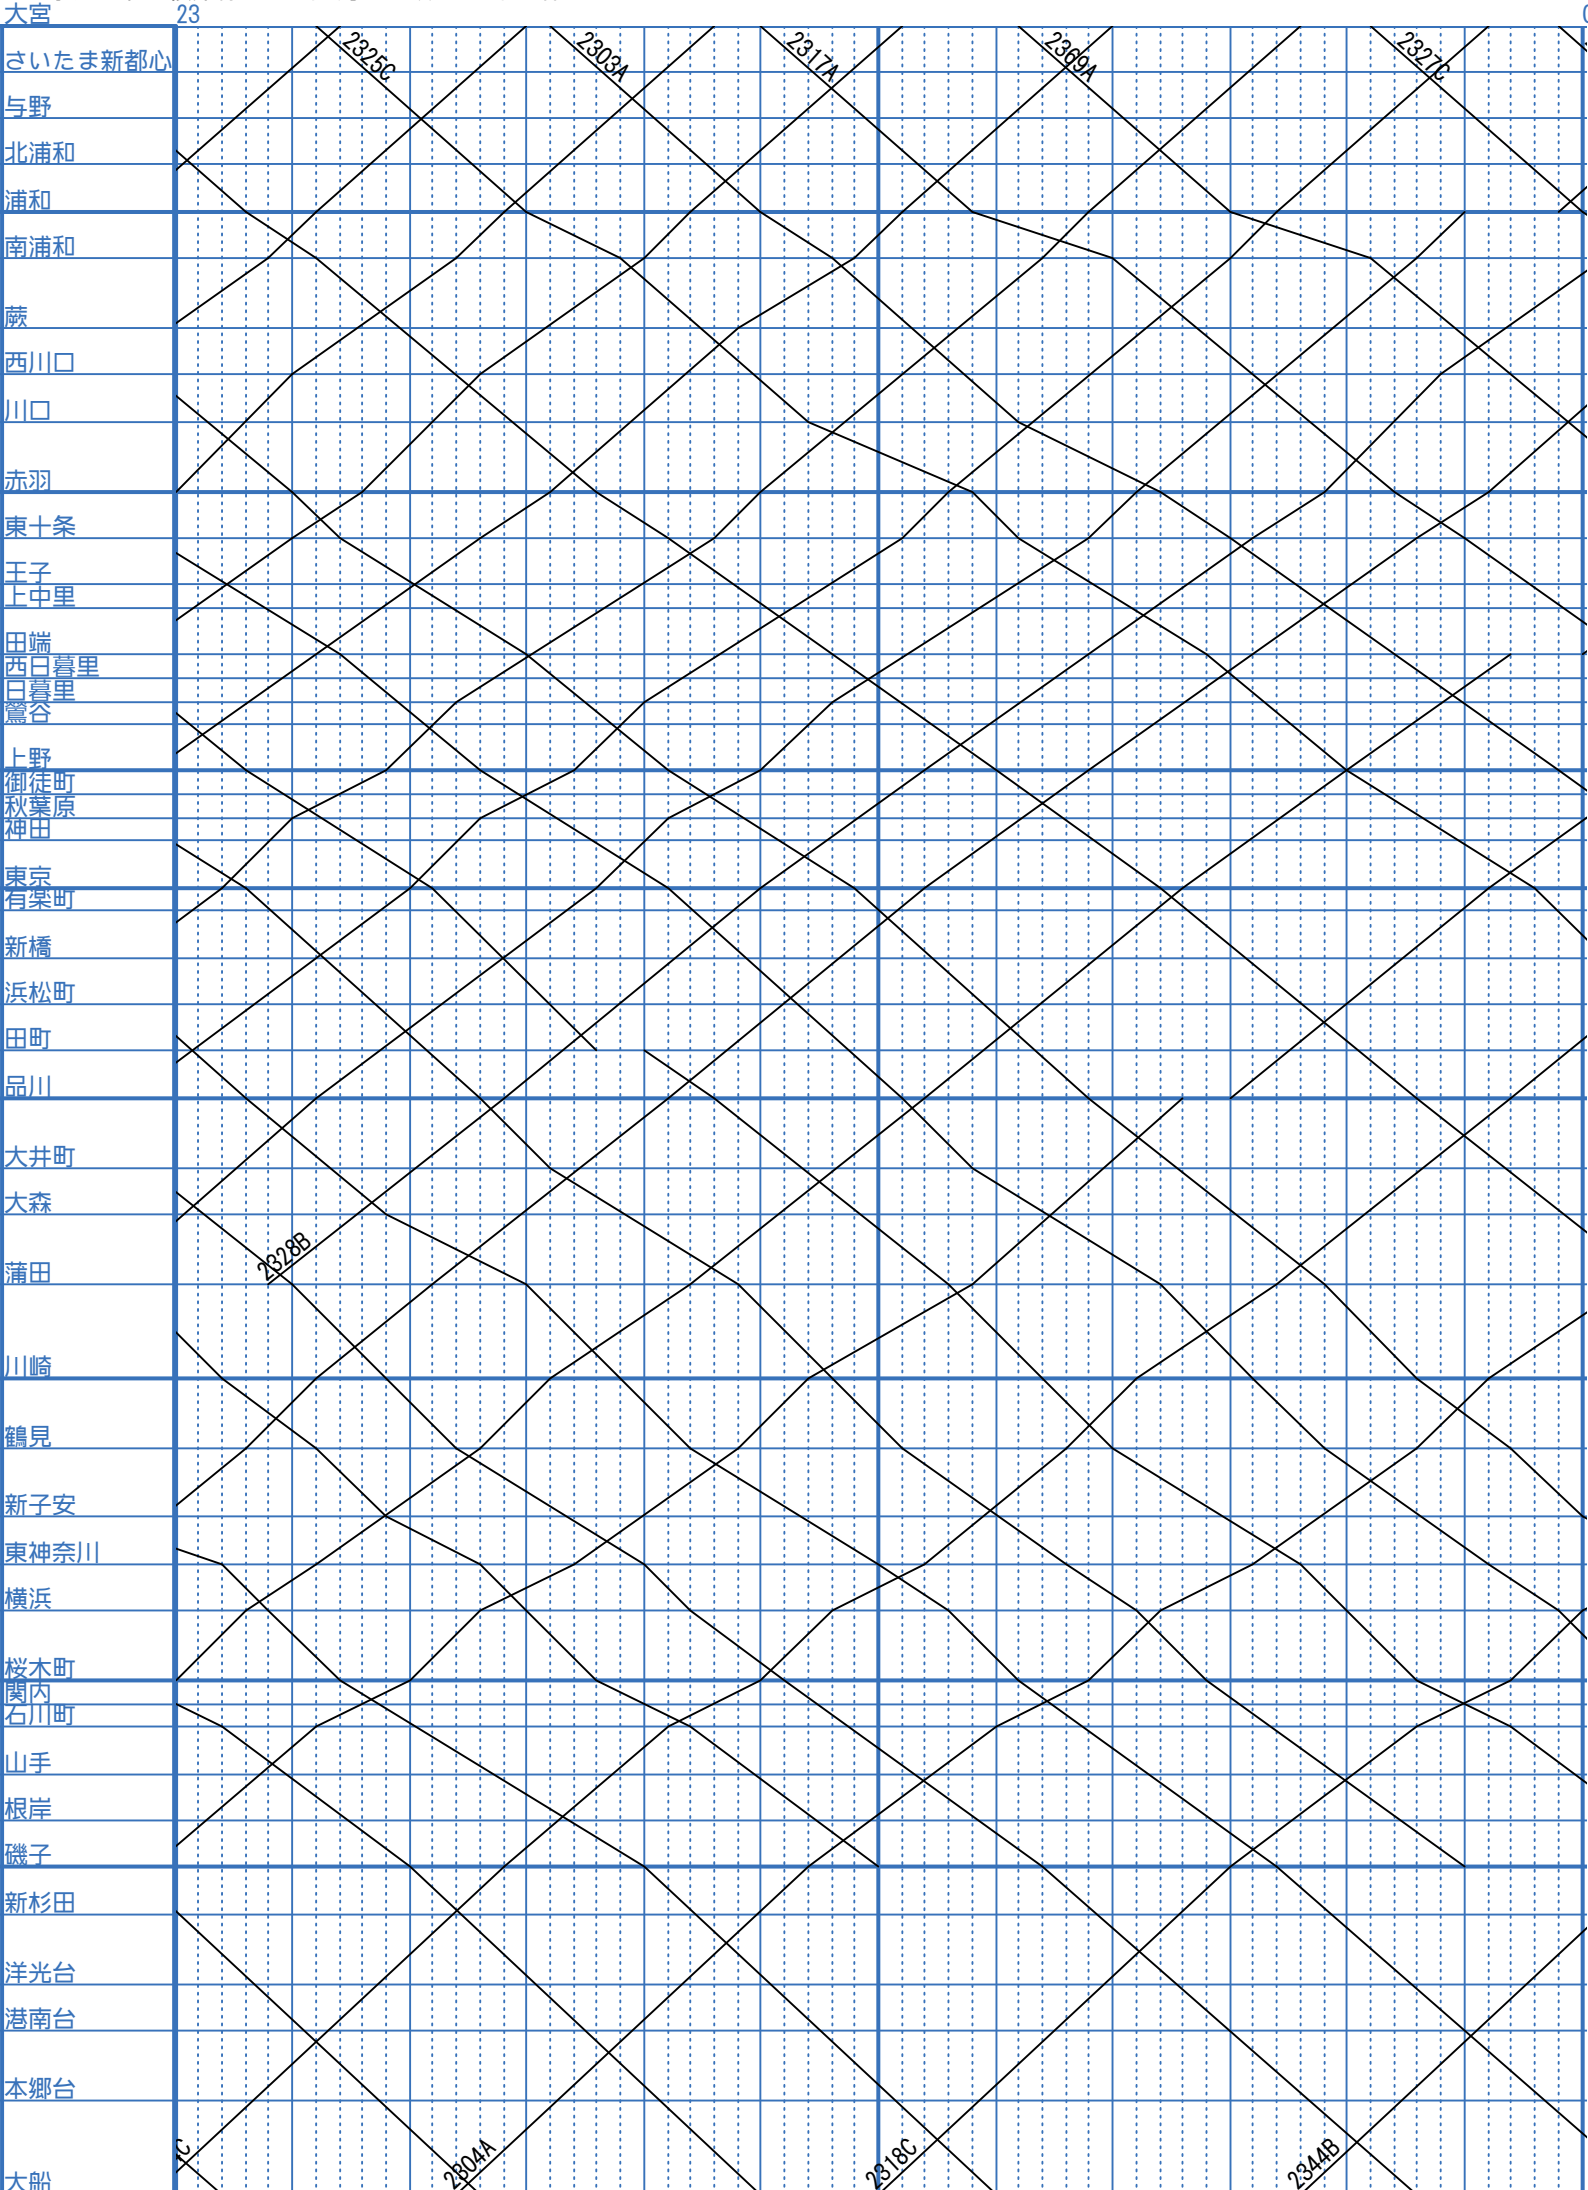 大宮 23
2325C 2303A 2317A 2369A 2327C
さいたま新都心
与野
北浦和
浦和
南浦和
蕨
西川口
川口
赤羽
東十条
王子
上中里
田端
西日暮里
日暮里
鶯谷
上野
御徒町
秋葉原
神田
東京
有楽町
新橋
浜松町
田町
品川
大井町
大森
2328B
蒲田
川崎
鶴見
新子安
東神奈川
横浜
桜木町
関内
石川町
山手
根岸
磯子
新杉田
洋光台
港南台
本郷台
C 2304A 2318C 2344B
大船